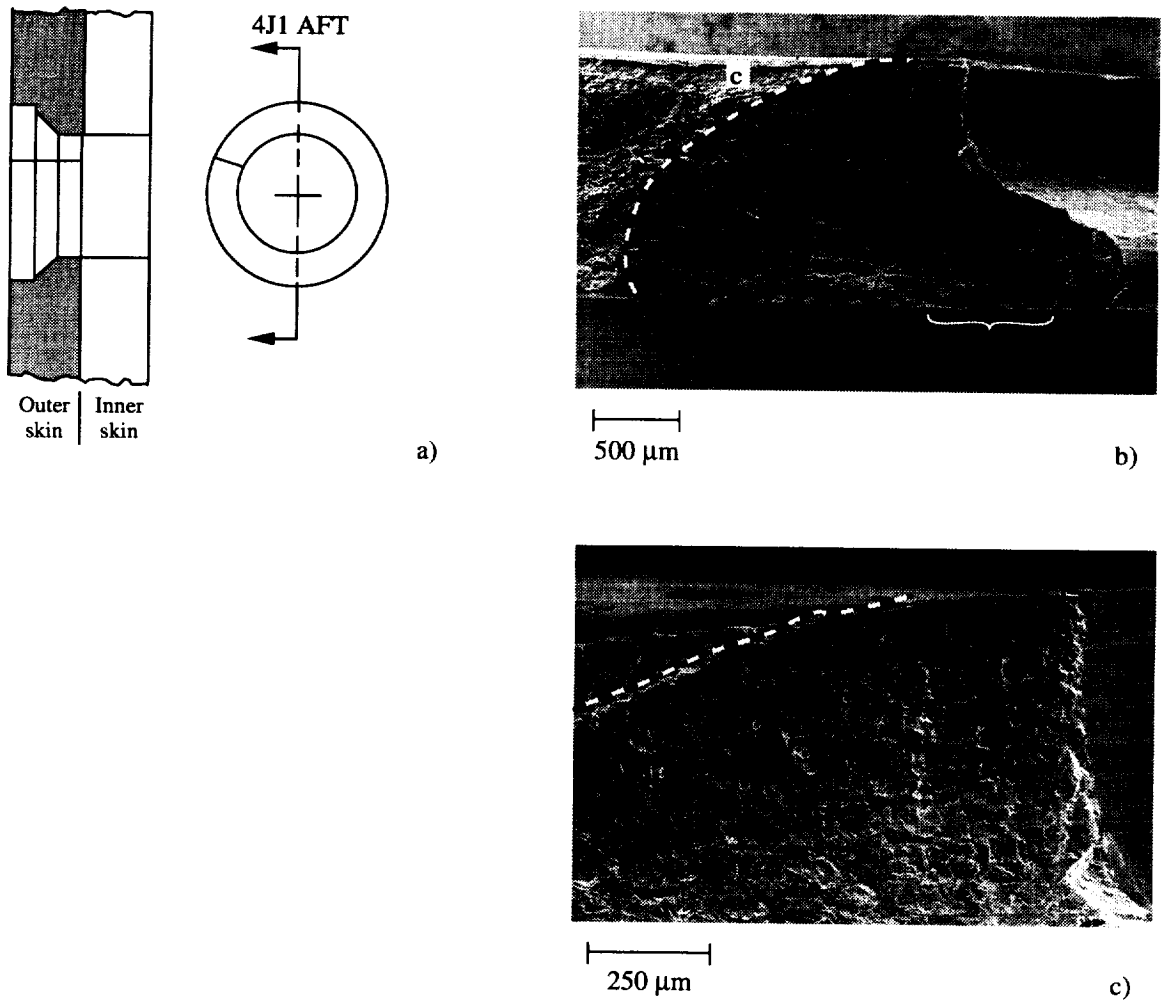 4J1 AFT
Outer
skin
Inner
skin
a)
c
500 μm
b)
250 μm
c)